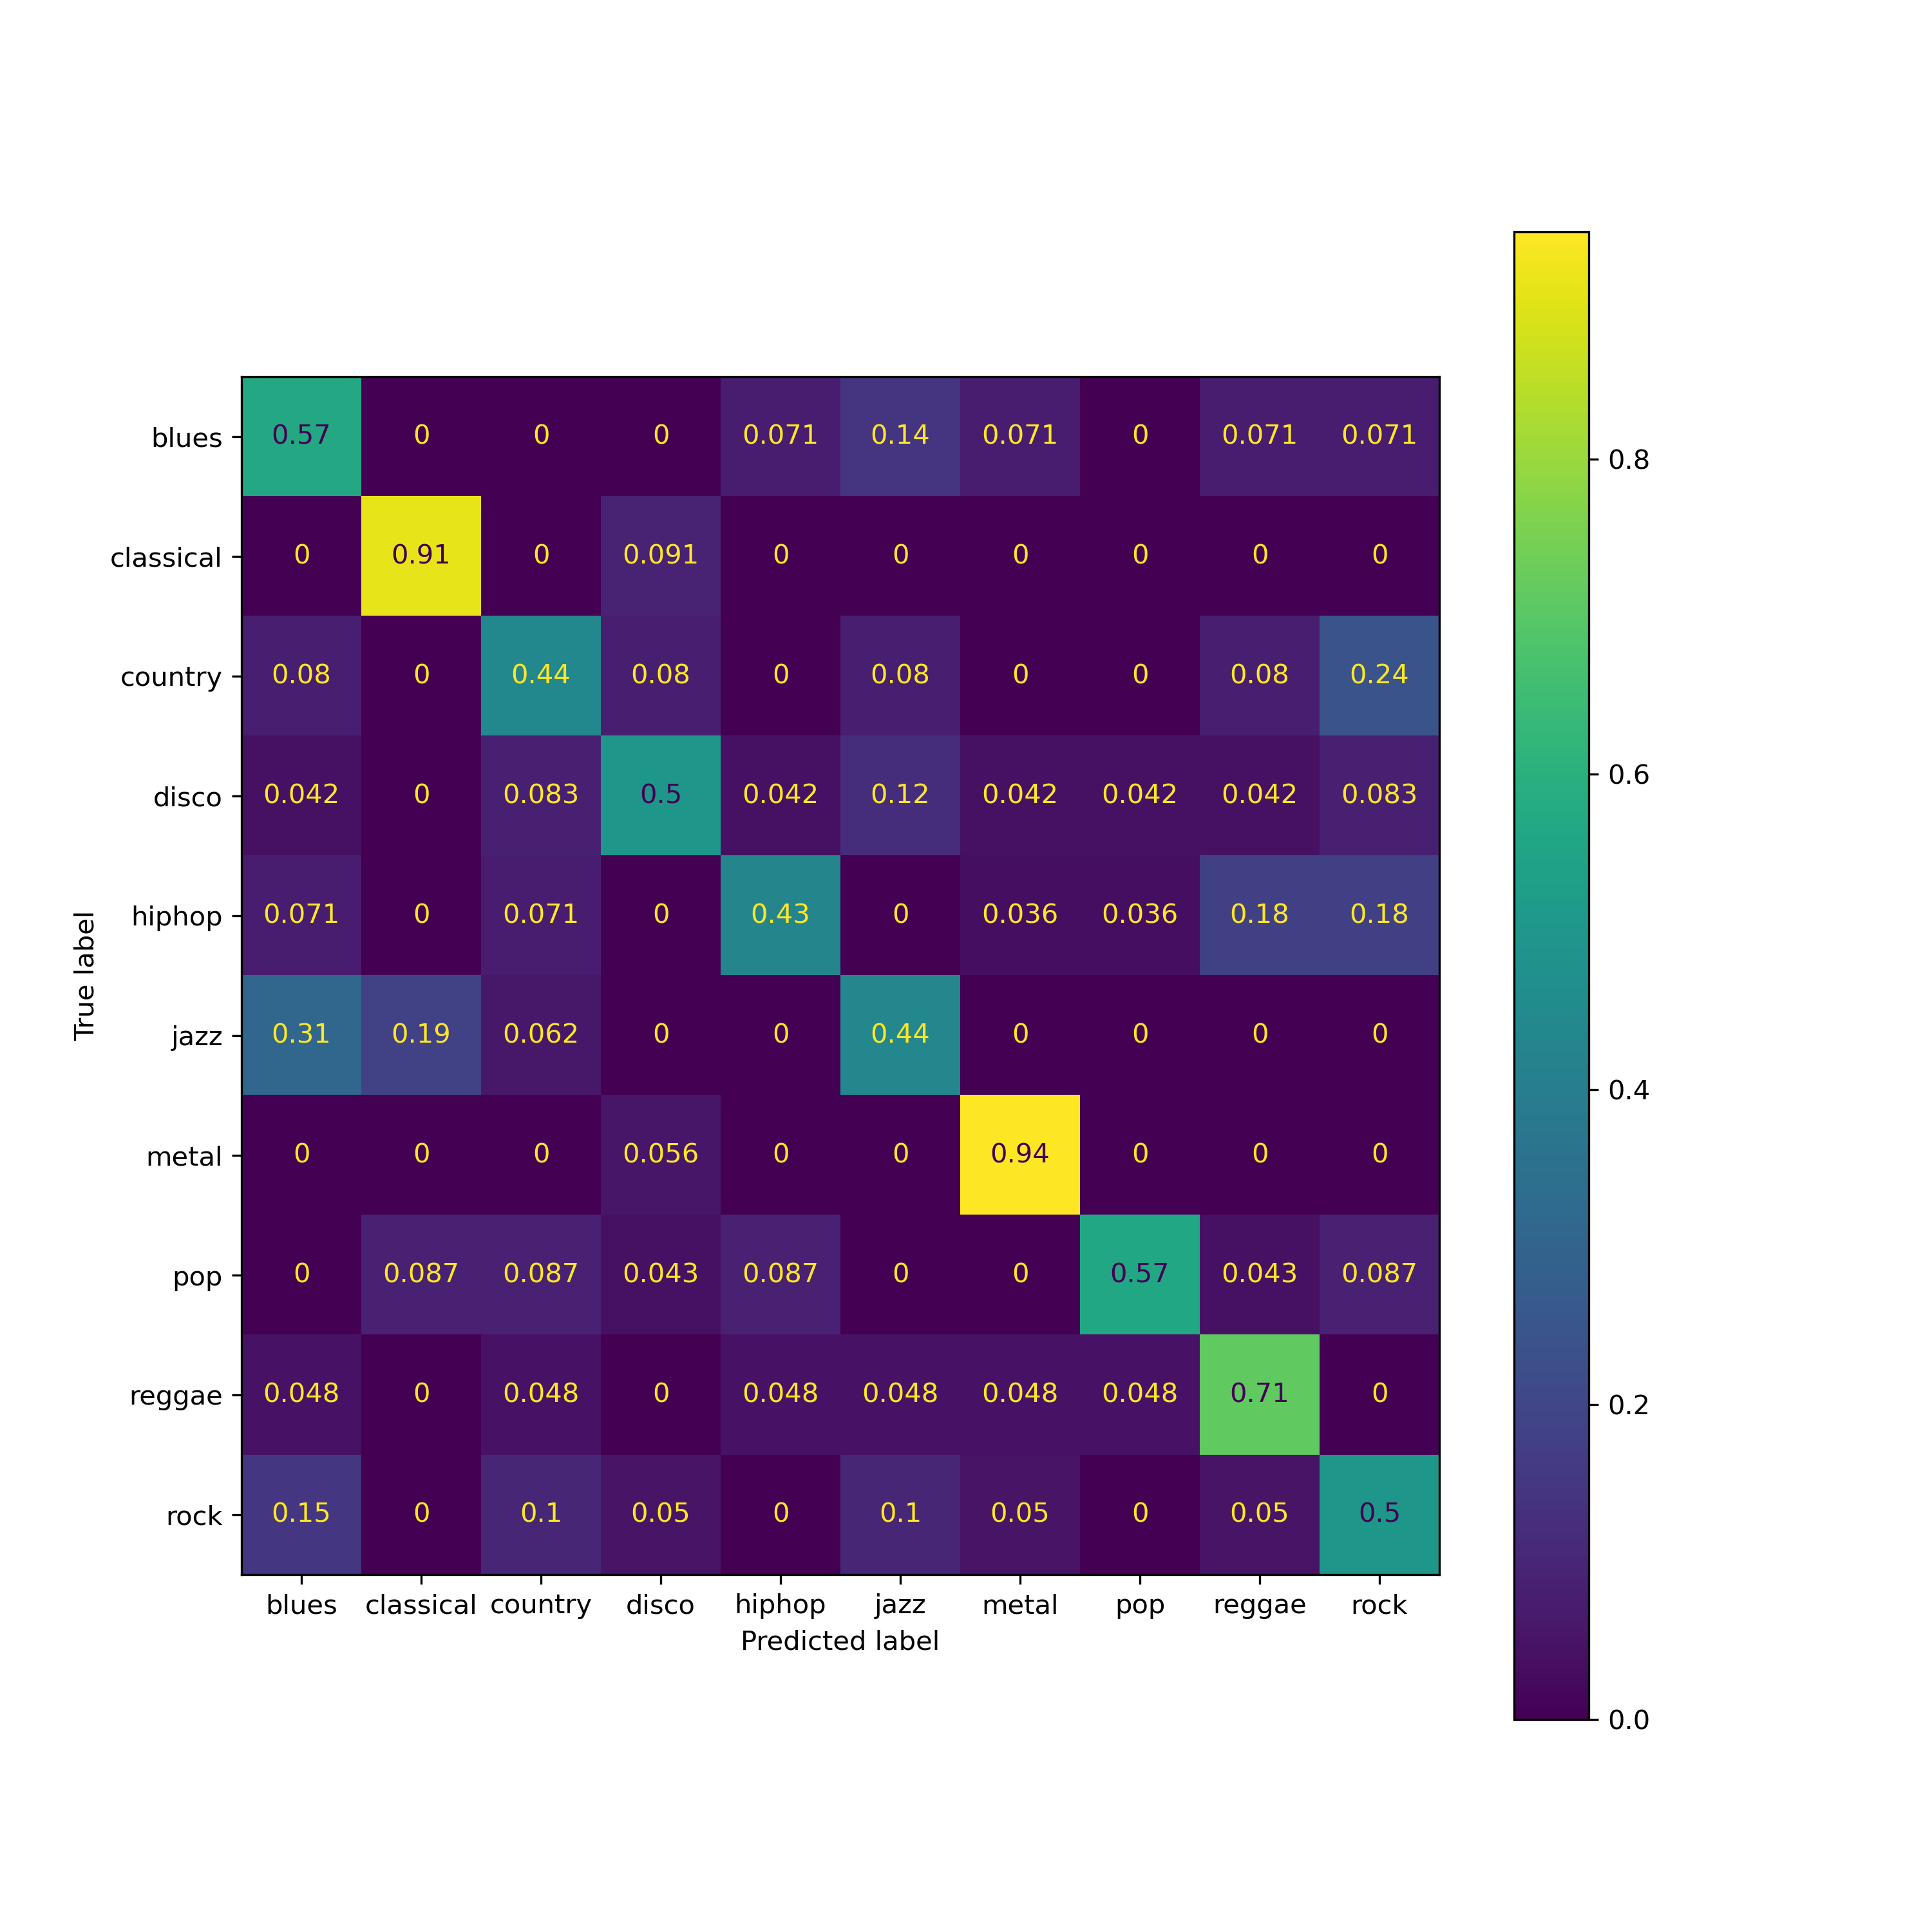 blues 0.57 0 0 0 0.071 0.14 0.071 0 0.071 0.071
classical 0 0.91 0 0.091 0 0 0 0 0 0
country 0.08 0 0.44 0.08 0 0.08 0 0 0.08 0.24
disco 0.042 0 0.083 0.5 0.042 0.12 0.042 0.042 0.042 0.083
hiphop 0.071 0 0.071 0 0.43 0 0.036 0.036 0.18 0.18
jazz 0.31 0.19 0.062 0 0 0.44 0 0 0 0
metal 0 0 0 0.056 0 0 0.94 0 0 0
pop 0 0.087 0.087 0.043 0.087 0 0 0.57 0.043 0.087
reggae 0.048 0 0.048 0 0.048 0.048 0.048 0.048 0.71 0
rock 0.15 0 0.1 0.05 0 0.1 0.05 0 0.05 0.5
blues classical country disco hiphop jazz metal pop reggae rock
Predicted label
True label
0.8
0.6
0.4
0.2
0.0